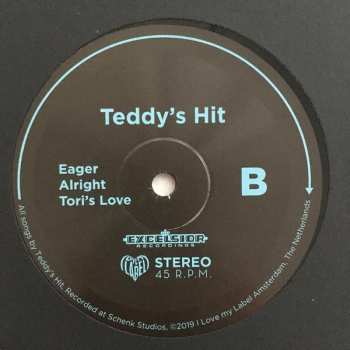 Teddy's Hit
Eager
Alright
Tori's Love
B
EXCELSIOR
RECORDINGS
LABEL
STEREO
45 R.P.M.
All songs by Teddy's Hit. Recorded at Schenk Studios. ©2019 I Love my Label Amsterdam, The Netherlands